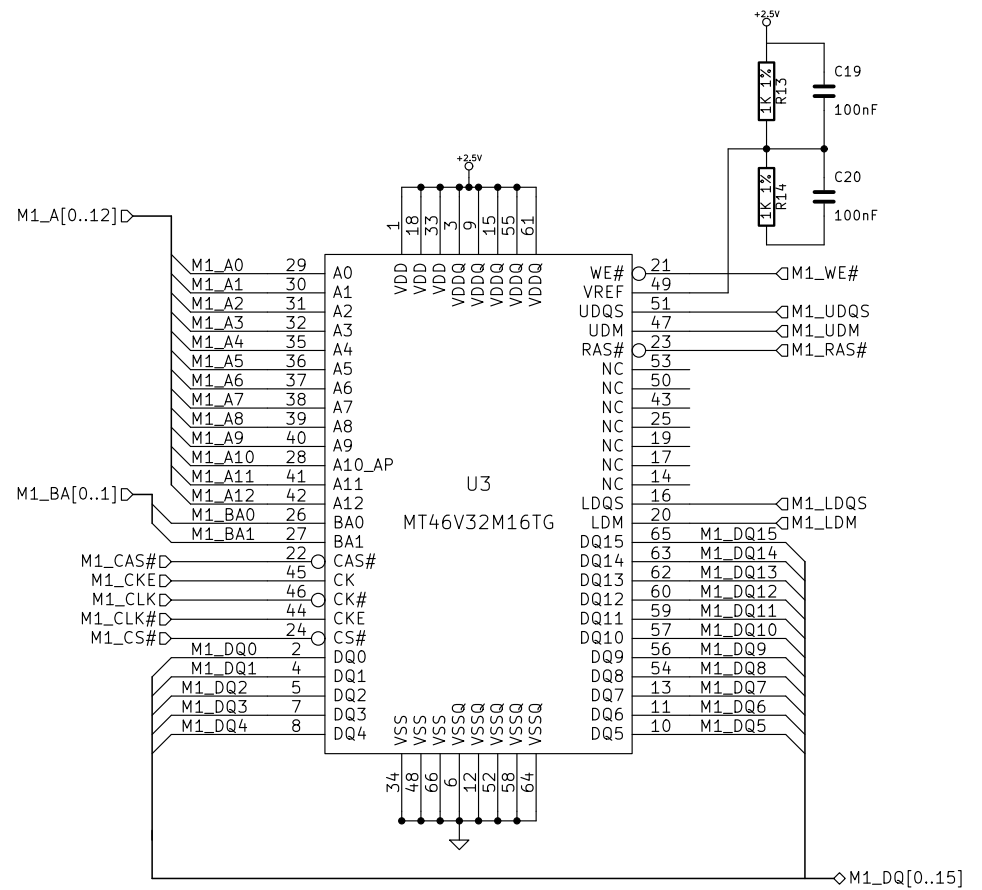 +2.5V
1K 1%
R13
C19
100nF
1K 1%
R14
C20
100nF
+2.5V
1
18
33
3
9
15
55
61
VDD
VDD
VDD
VDDQ
VDDQ
VDDQ
VDDQ
VDDQ
M1_A[0..12]
M1_A0 29 A0
M1_A1 30 A1
M1_A2 31 A2
M1_A3 32 A3
M1_A4 35 A4
M1_A5 36 A5
M1_A6 37 A6
M1_A7 38 A7
M1_A8 39 A8
M1_A9 40 A9
M1_A10 28 A10_AP
M1_A11 41 A11
M1_A12 42 A12
M1_BA[0..1]
M1_BA0 26 BA0
M1_BA1 27 BA1
M1_CAS# 22 CAS#
M1_CKE 45 CK
M1_CLK 46 CK#
M1_CLK# 44 CKE
M1_CS# 24 CS#
M1_DQ0 2 DQ0
M1_DQ1 4 DQ1
M1_DQ2 5 DQ2
M1_DQ3 7 DQ3
M1_DQ4 8 DQ4
U3
MT46V32M16TG
WE# 21 M1_WE#
VREF 49
UDQS 51 M1_UDQS
UDM 47 M1_UDM
RAS# 23 M1_RAS#
NC 53
NC 50
NC 43
NC 25
NC 19
NC 17
NC 14
LDQS 16 M1_LDQS
LDM 20 M1_LDM
DQ15 65 M1_DQ15
DQ14 63 M1_DQ14
DQ13 62 M1_DQ13
DQ12 60 M1_DQ12
DQ11 59 M1_DQ11
DQ10 57 M1_DQ10
DQ9 56 M1_DQ9
DQ8 54 M1_DQ8
DQ7 13 M1_DQ7
DQ6 11 M1_DQ6
DQ5 10 M1_DQ5
VSS
VSS
VSS
VSSQ
VSSQ
VSSQ
VSSQ
VSSQ
34
48
66
6
12
52
58
64
M1_DQ[0..15]